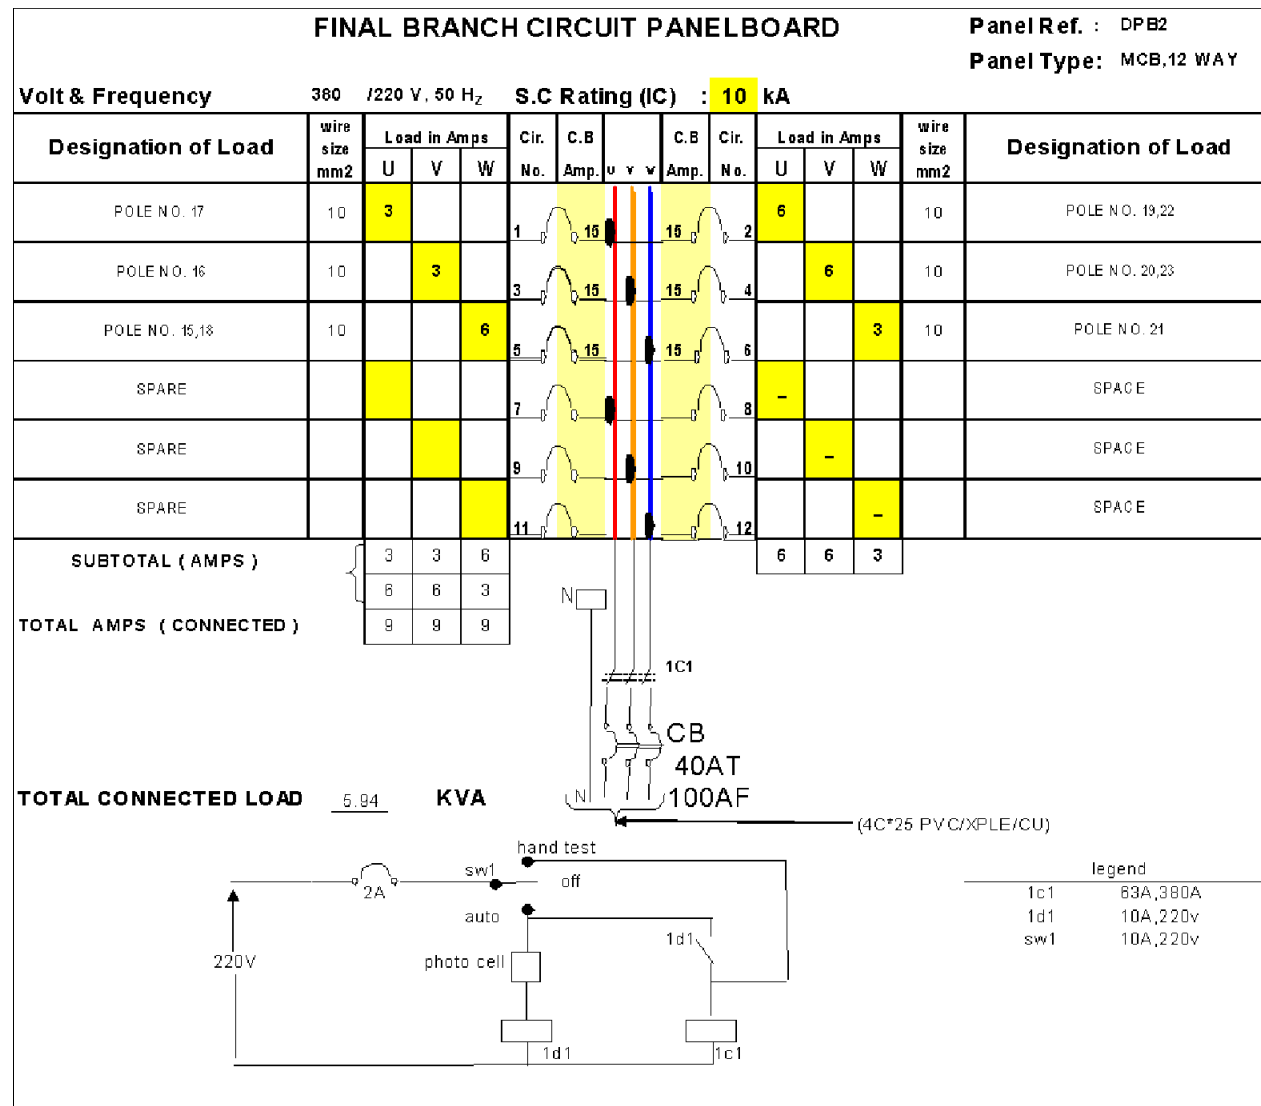 FINAL BRANCH CIRCUIT PANELBOARD
Panel Ref. : DPB2
Panel Type: MCB,12 WAY
Volt & Frequency 380 /220 V, 50 Hz S.C Rating (IC) : 10 kA
Designation of Load wire size mm2 Load in Amps U V W Cir. No. C.B Amp. U V W C.B Amp. Cir. No. Load in Amps U V W wire size mm2 Designation of Load
POLE NO. 17 10 3 1 15 15 2 6 10 POLE NO. 19,22
POLE NO. 16 10 3 3 15 15 4 6 10 POLE NO. 20,23
POLE NO. 15,18 10 6 5 15 15 6 3 10 POLE NO. 21
SPARE 7 8 – SPACE
SPARE 9 10 – SPACE
SPARE 11 12 – SPACE
SUBTOTAL ( AMPS ) 3 3 6 6 6 3
6 6 3
N
TOTAL AMPS ( CONNECTED ) 9 9 9
1C1
CB
40AT
100AF
TOTAL CONNECTED LOAD 5.94 KVA
N
(4C*25 PVC/XPLE/CU)
hand test
sw1
off
2A
auto
1d1
220V
photo cell
1d1
1c1
legend
1c1 63A,380A
1d1 10A,220v
sw1 10A,220v